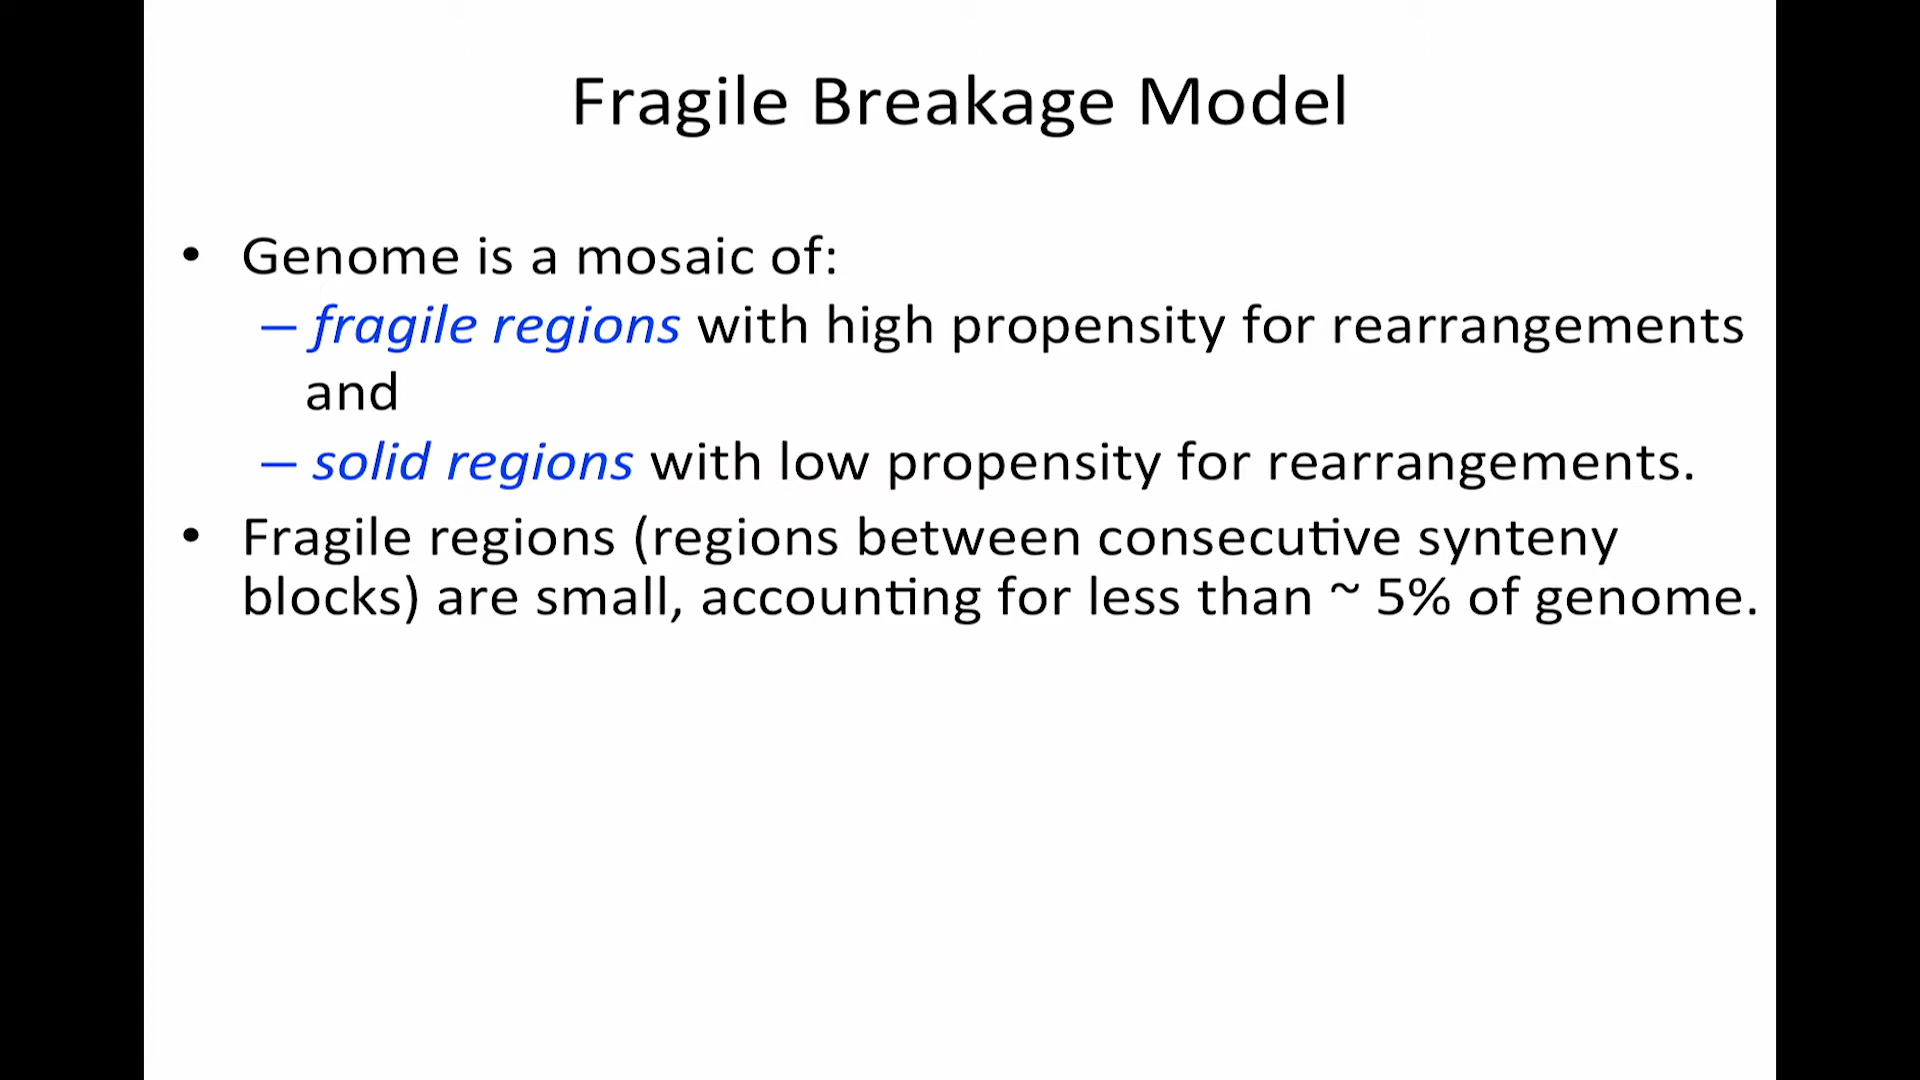 Fragile Breakage Model
• Genome is a mosaic of:
– fragile regions with high propensity for rearrangements
and
– solid regions with low propensity for rearrangements.
• Fragile regions (regions between consecutive synteny
blocks) are small, accounting for less than ~ 5% of genome.